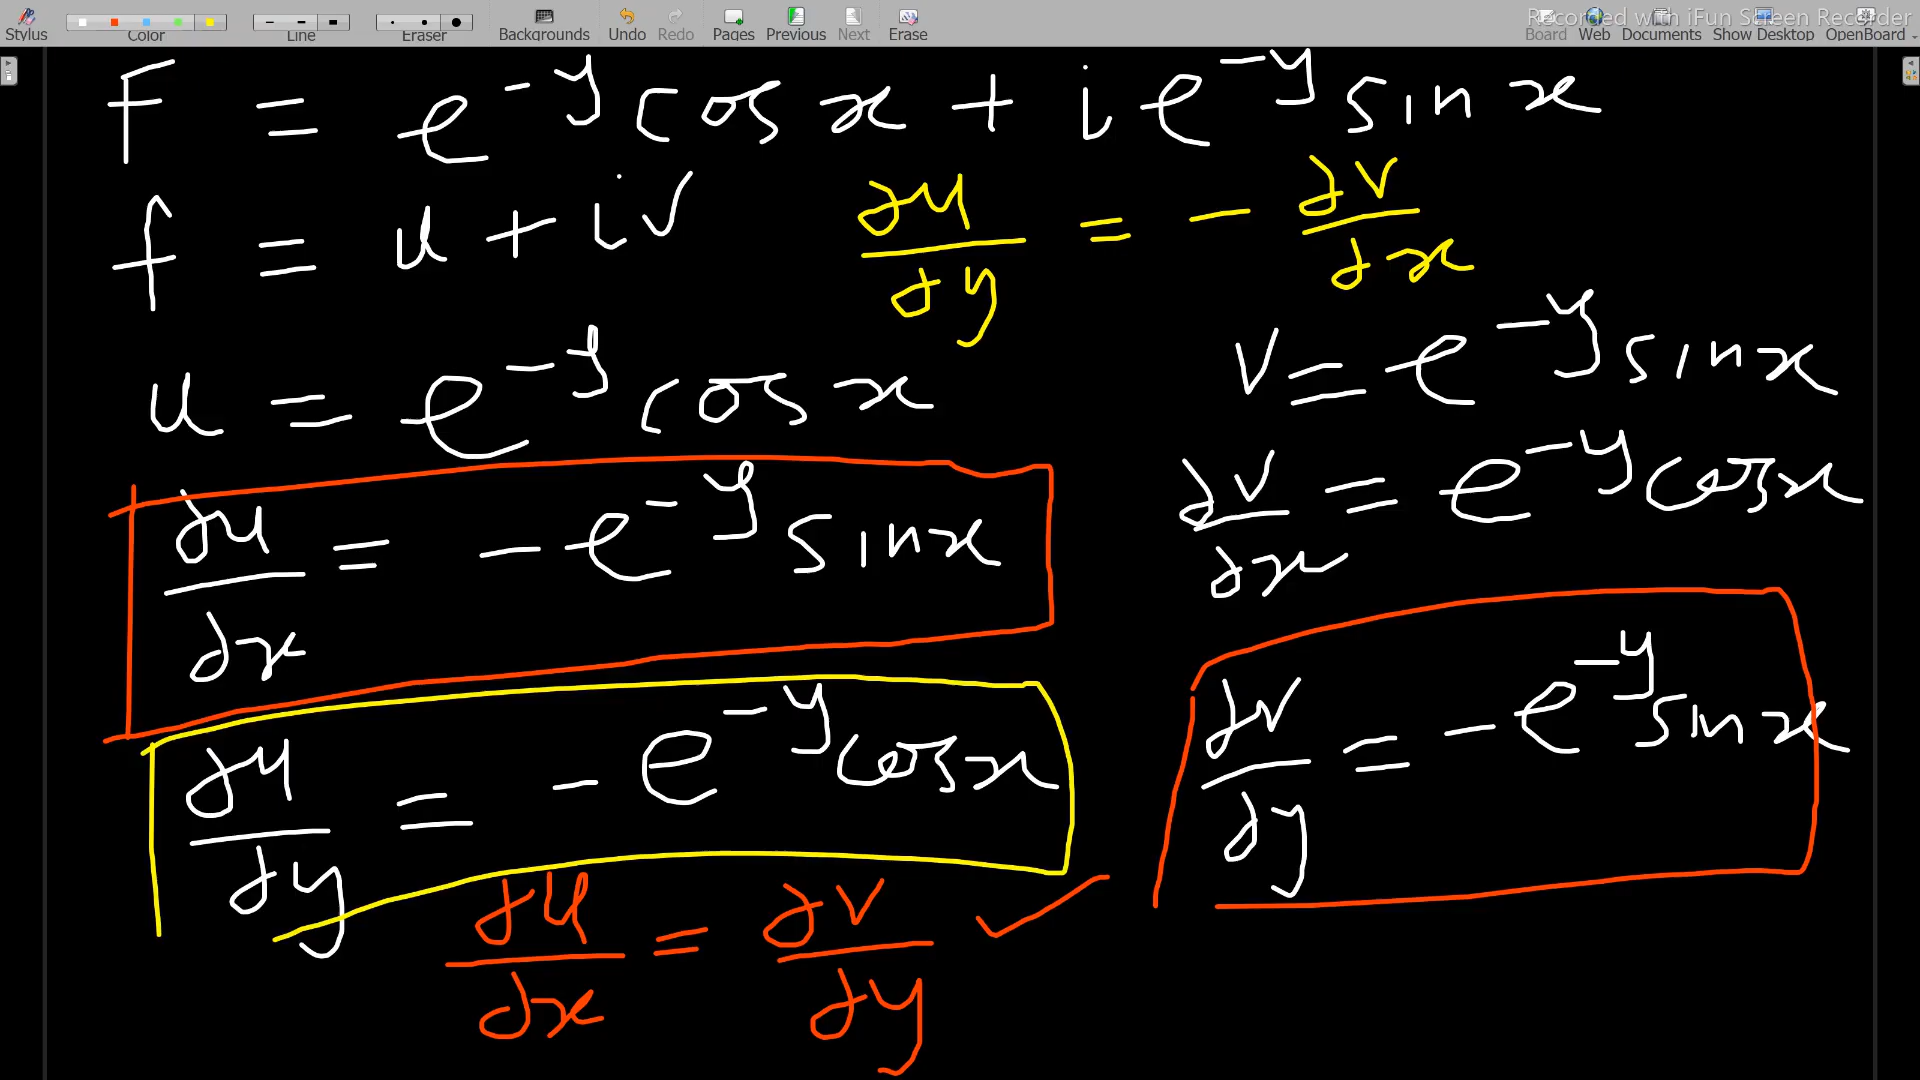 Recorded with iFun Screen Recorder
Stylus Color Line Eraser Backgrounds Undo Redo Pages Previous Next Erase Board Web Documents Show Desktop OpenBoard
F = e^{-y} cos x + i e^{-y} sin x
f = u + iv
∂u/∂y = - ∂v/∂x
u = e^{-y} cos x
v = e^{-y} sin x
∂u/∂x = - e^{-y} sin x
∂v/∂x = e^{-y} cos x
∂u/∂y = - e^{-y} cos x
∂v/∂y = - e^{-y} sin x
∂u/∂x = ∂v/∂y ✓